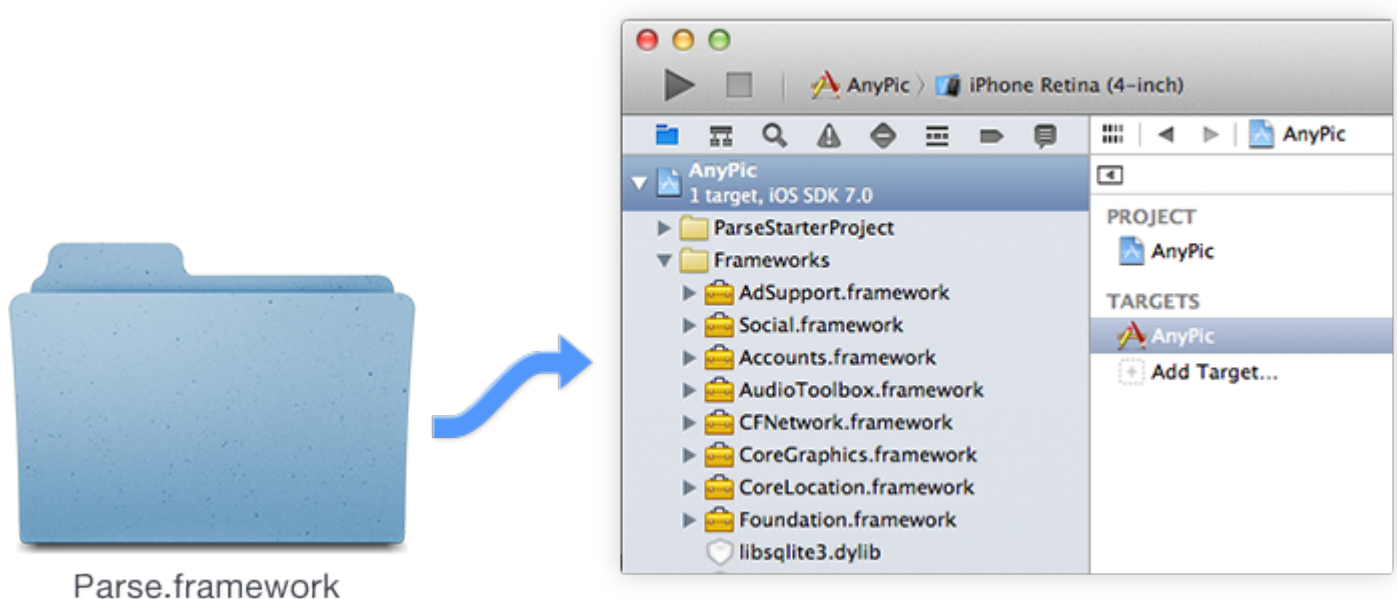 Parse.framework
AnyPic 〉 iPhone Retina (4-inch)
AnyPic
1 target, iOS SDK 7.0
ParseStarterProject
Frameworks
AdSupport.framework
Social.framework
Accounts.framework
AudioToolbox.framework
CFNetwork.framework
CoreGraphics.framework
CoreLocation.framework
Foundation.framework
libsqlite3.dylib
AnyPic
PROJECT
AnyPic
TARGETS
AnyPic
Add Target...